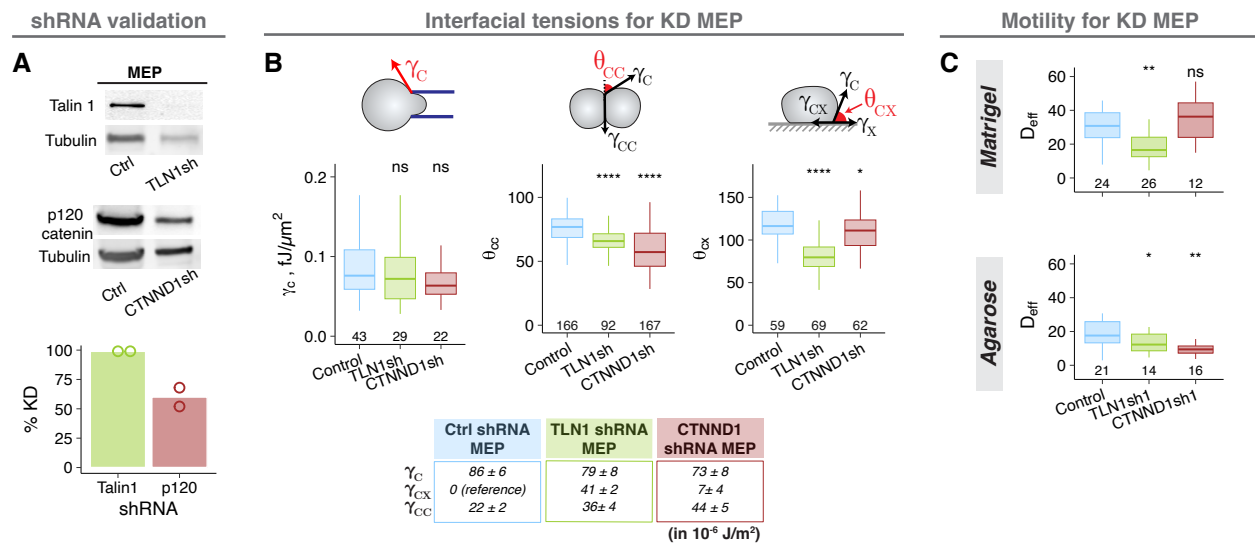 shRNA validation
Interfacial tensions for KD MEP
Motility for KD MEP
A
MEP
Talin 1
Tubulin
Ctrl
TLN1sh
p120
catenin
Tubulin
Ctrl
CTNND1sh
100
75
50
25
0
% KD
Talin1
p120
shRNA
B
γC
θCC
γC
γCC
γC
γCX
θCX
γX
0.2
0.1
0.0
γc , fJ/µm²
ns
ns
43
29
22
Control
TLN1sh
CTNND1sh
100
50
0
θcc
****
****
166
92
167
Control
TLN1sh
CTNND1sh
150
100
50
0
θcx
****
*
59
69
62
Control
TLN1sh
CTNND1sh
Ctrl shRNA MEP
TLN1 shRNA MEP
CTNND1 shRNA MEP
γC 86 ± 6 79 ± 8 73 ± 8
γCX 0 (reference) 41 ± 2 7± 4
γCC 22 ± 2 36± 4 44 ± 5
(in 10⁻⁶ J/m²)
C
Matrigel
60
40
20
0
Deff
**
ns
24
26
12
Agarose
60
40
20
0
Deff
*
**
21
14
16
Control
TLN1sh1
CTNND1sh1